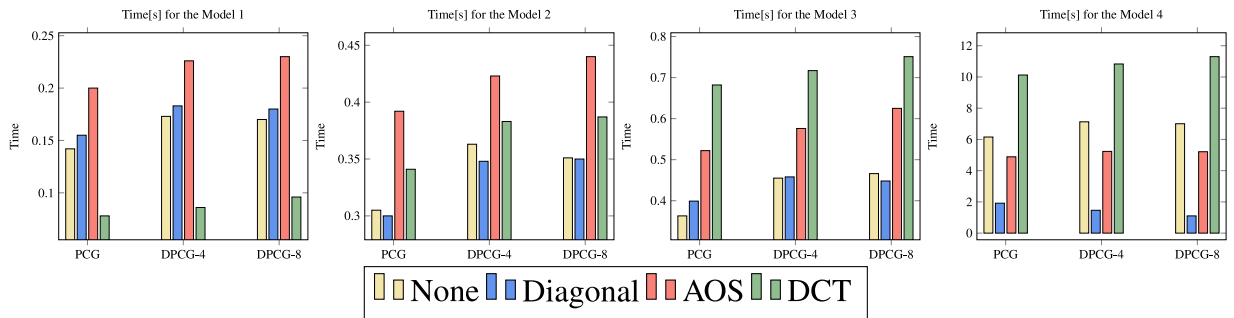 Time[s] for the Model 1
Time
0.25
0.2
0.15
0.1
PCG
DPCG-4
DPCG-8
Time[s] for the Model 2
Time
0.45
0.4
0.35
0.3
PCG
DPCG-4
DPCG-8
Time[s] for the Model 3
Time
0.8
0.7
0.6
0.5
0.4
PCG
DPCG-4
DPCG-8
Time[s] for the Model 4
Time
12
10
8
6
4
2
0
PCG
DPCG-4
DPCG-8
None Diagonal AOS DCT